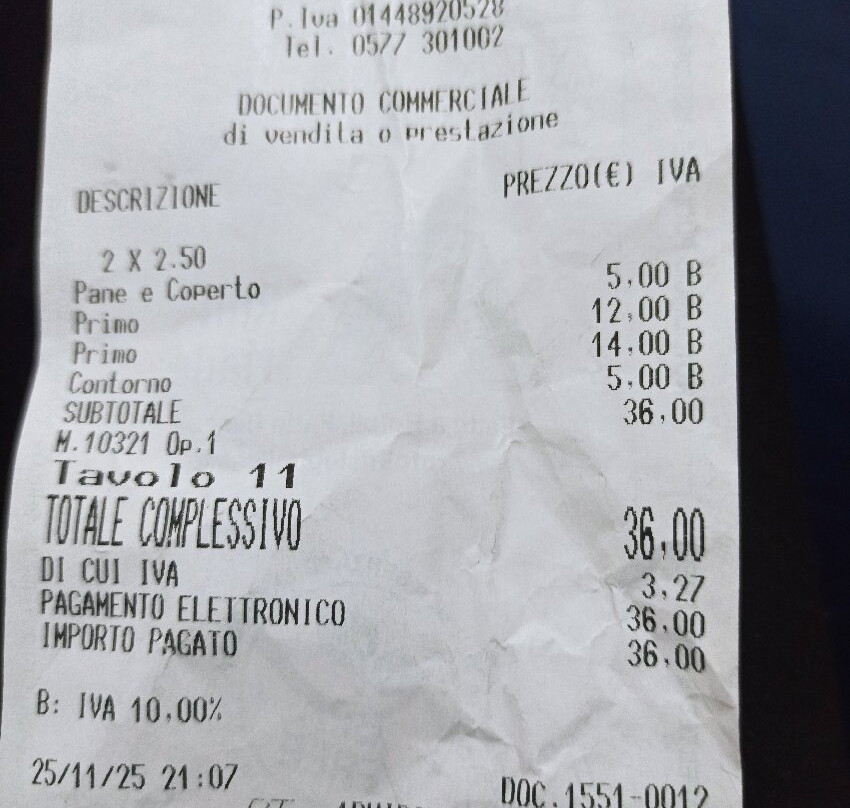 P.Iva 01448920528
Tel. 0577 301002
DOCUMENTO COMMERCIALE
di vendita o prestazione
DESCRIZIONE PREZZO(€) IVA
2 X 2.50
Pane e Coperto 5,00 B
Primo 12,00 B
Primo 14,00 B
Contorno 5,00 B
SUBTOTALE 36,00
M.10321 Op.1
Tavolo 11
TOTALE COMPLESSIVO 36,00
DI CUI IVA 3,27
PAGAMENTO ELETTRONICO 36,00
IMPORTO PAGATO 36,00
B: IVA 10,00%
25/11/25 21:07 DOC.1551-0012